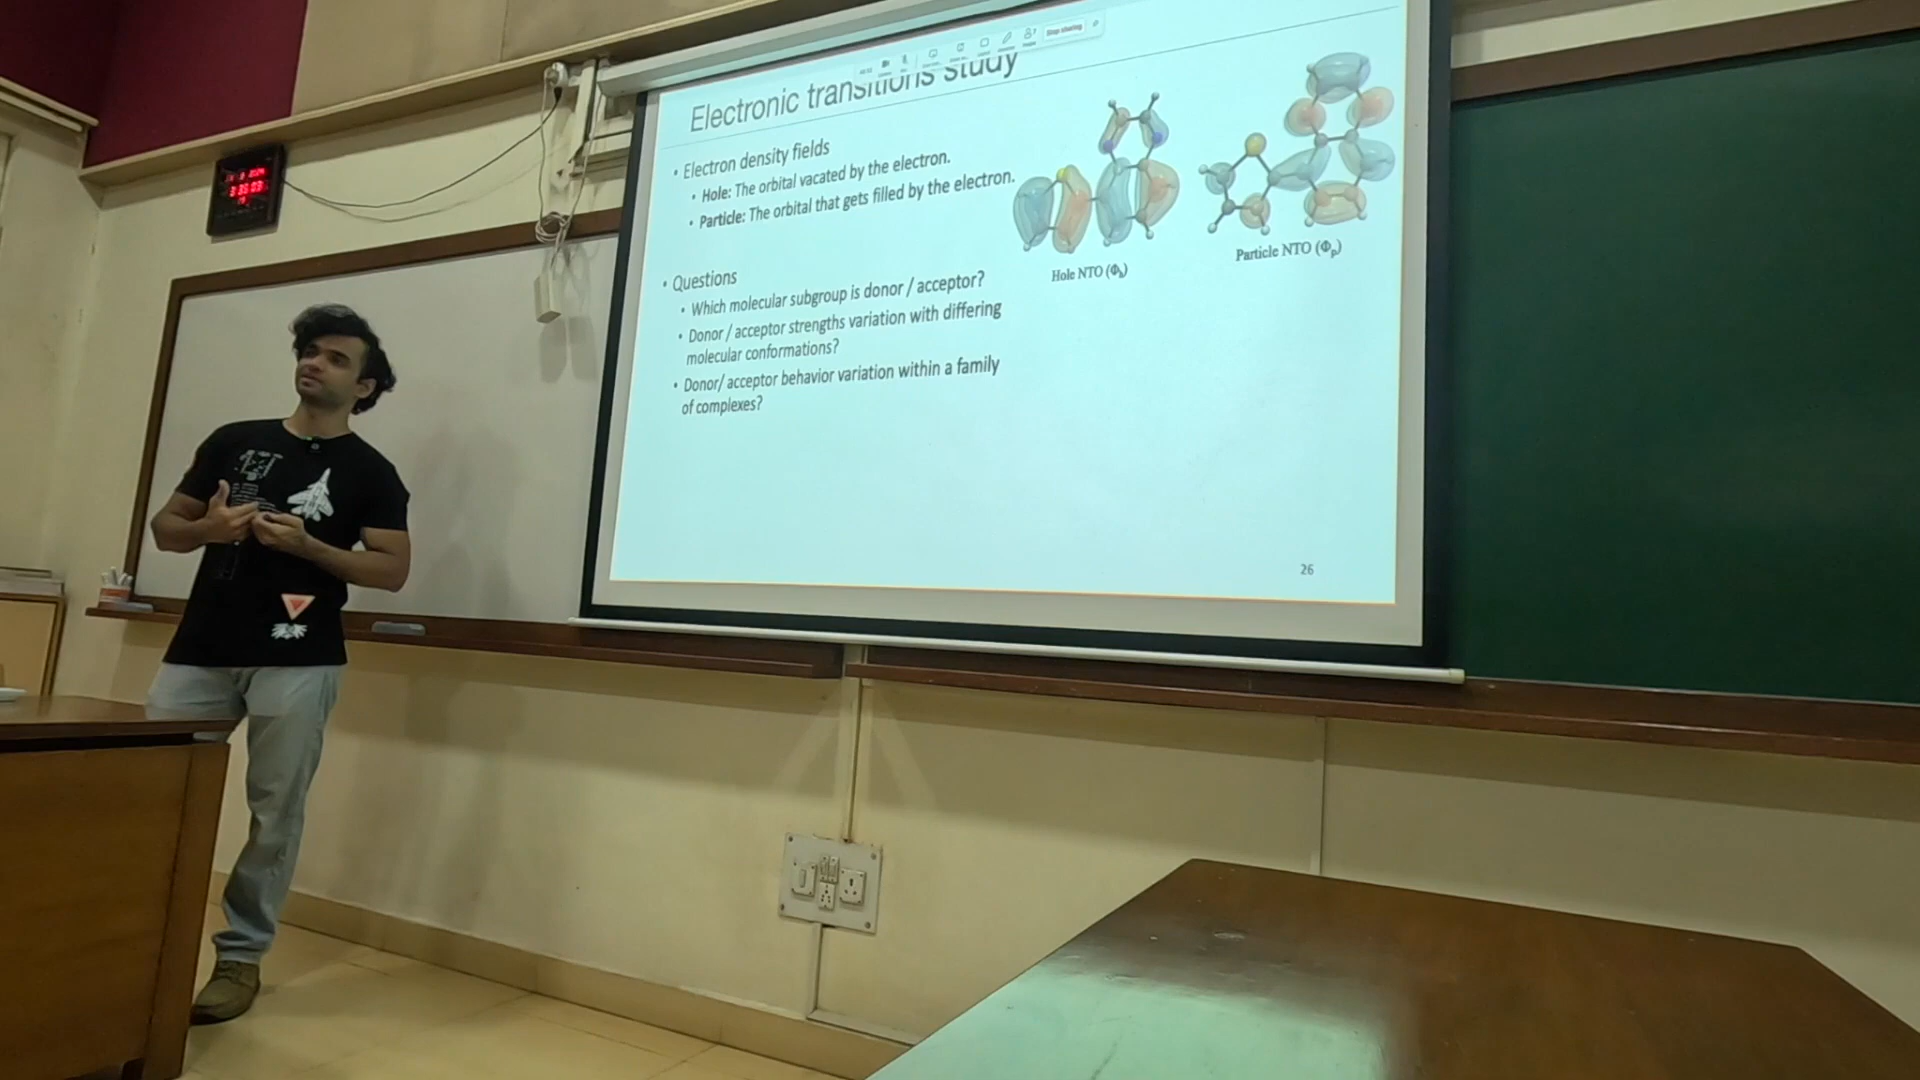 Stop sharing
Electronic transitions study
• Electron density fields
• Hole: The orbital vacated by the electron.
• Particle: The orbital that gets filled by the electron.
• Questions
• Which molecular subgroup is donor / acceptor?
• Donor / acceptor strengths variation with differing
molecular conformations?
• Donor/ acceptor behavior variation within a family
of complexes?
Hole NTO (Φh)
Particle NTO (Φp)
26